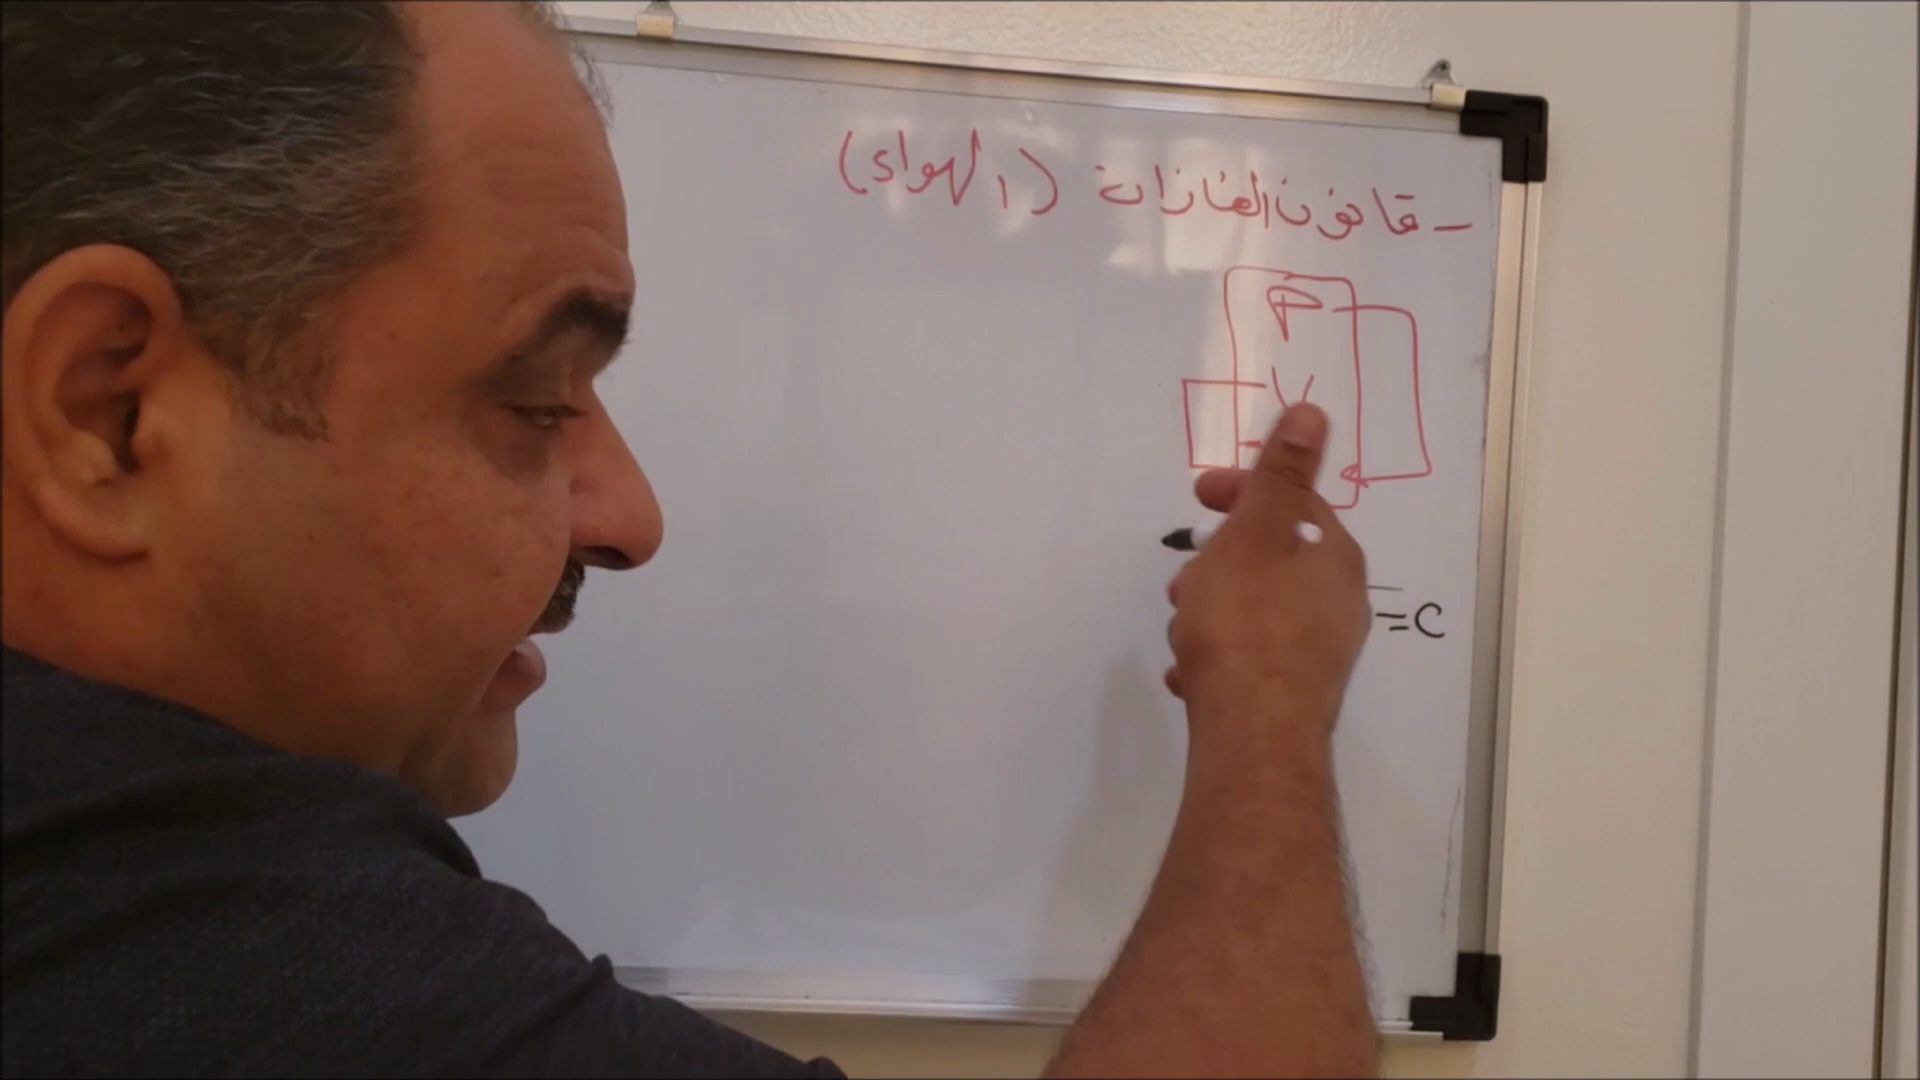 - قانون الغازات (الهواء)
P
V
=C